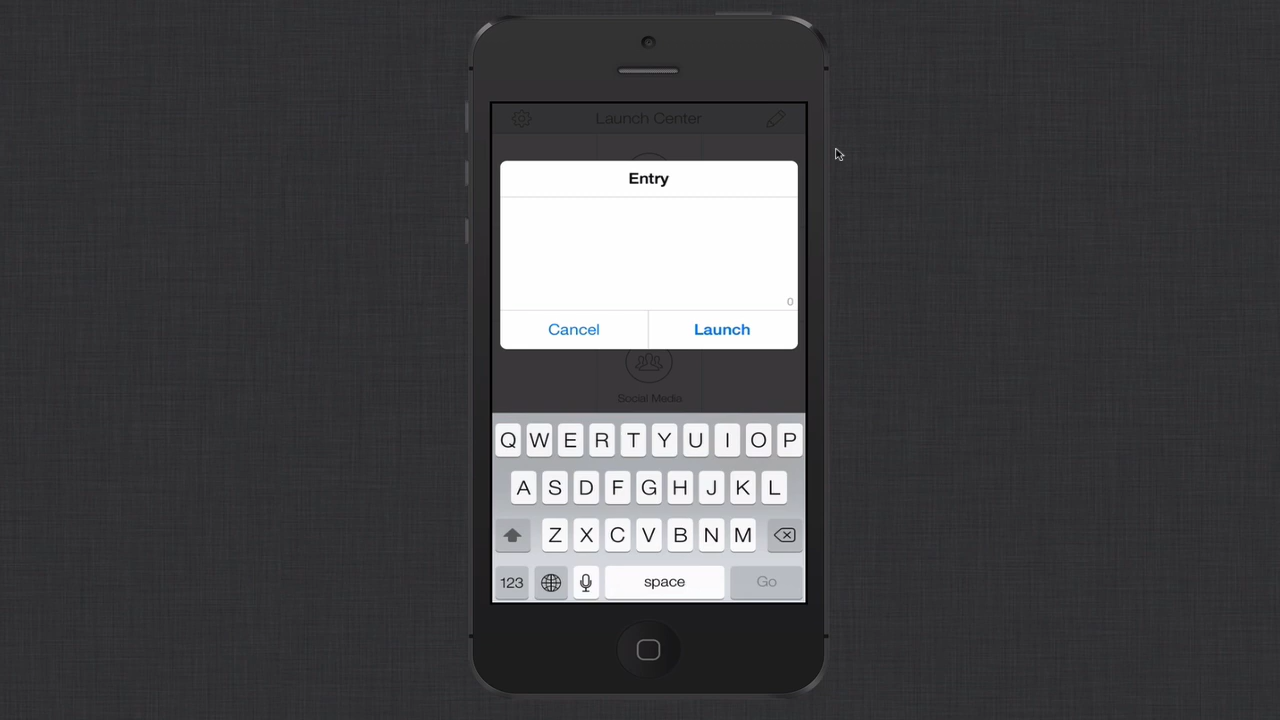 Launch Center
Entry
0
Cancel
Launch
Social Media
Q W E R T Y U I O P
A S D F G H J K L
Z X C V B N M
123 space Go